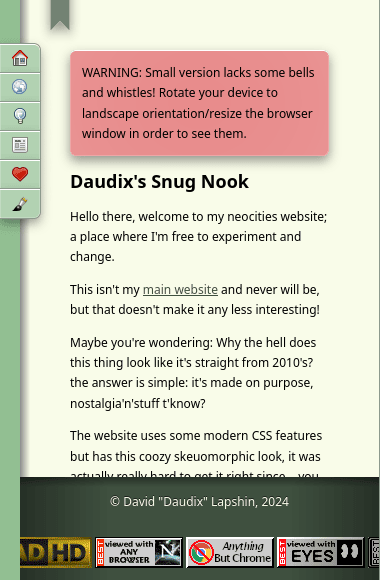 WARNING: Small version lacks some bells
and whistles! Rotate your device to
landscape orientation/resize the browser
window in order to see them.
Daudix's Snug Nook
Hello there, welcome to my neocities website;
a place where I'm free to experiment and
change.
This isn't my main website and never will be,
but that doesn't make it any less interesting!
Maybe you're wondering: Why the hell does
this thing look like it's straight from 2010's?
the answer is simple: it's made on purpose,
nostalgia'n'stuff t'know?
The website uses some modern CSS features
but has this coozy skeuomorphic look, it was
actually really hard to get it right since... you
© David "Daudix" Lapshin, 2024
AD HD
BEST viewed with ANY BROWSER
Anything But Chrome
BEST viewed with EYES